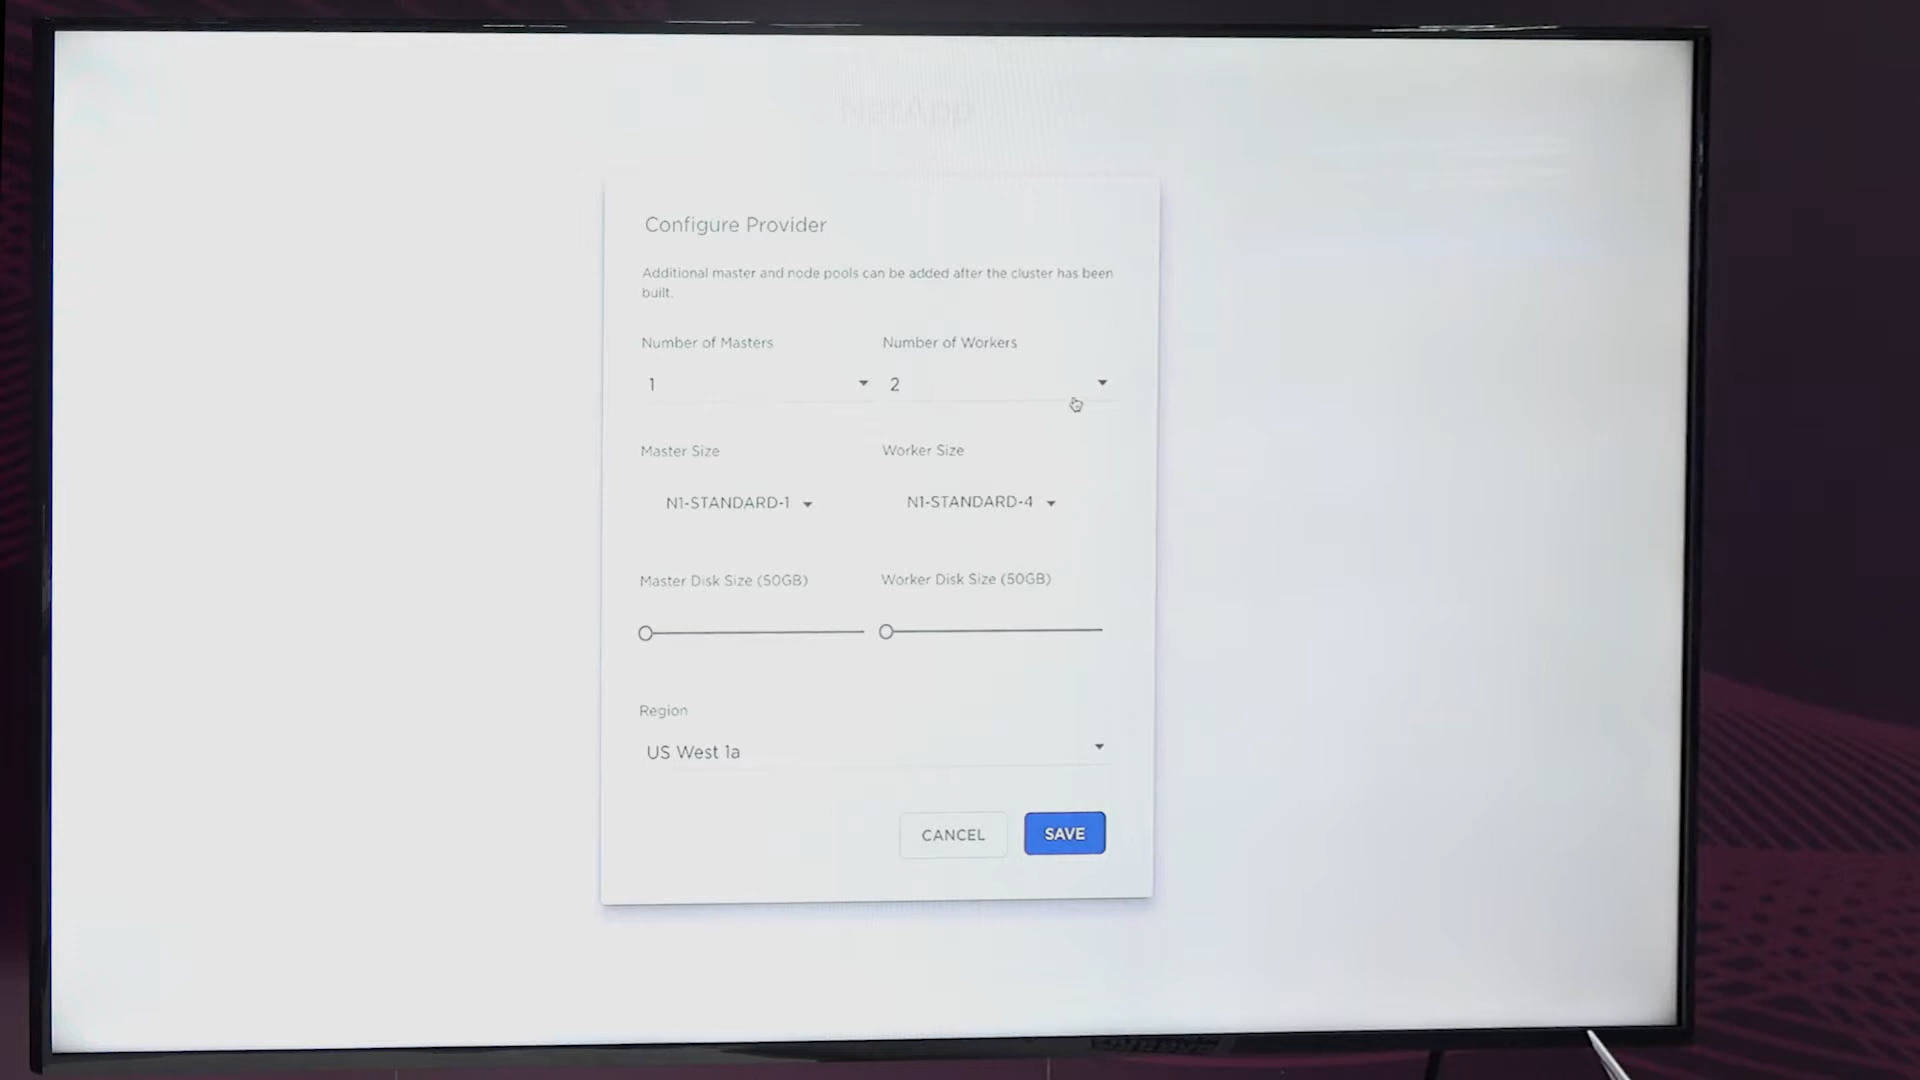 NetApp
Configure Provider
Additional master and node pools can be added after the cluster has been
built.
Number of Masters
Number of Workers
1
2
Master Size
Worker Size
N1-STANDARD-1
N1-STANDARD-4
Master Disk Size (50GB)
Worker Disk Size (50GB)
Region
US West 1a
CANCEL
SAVE